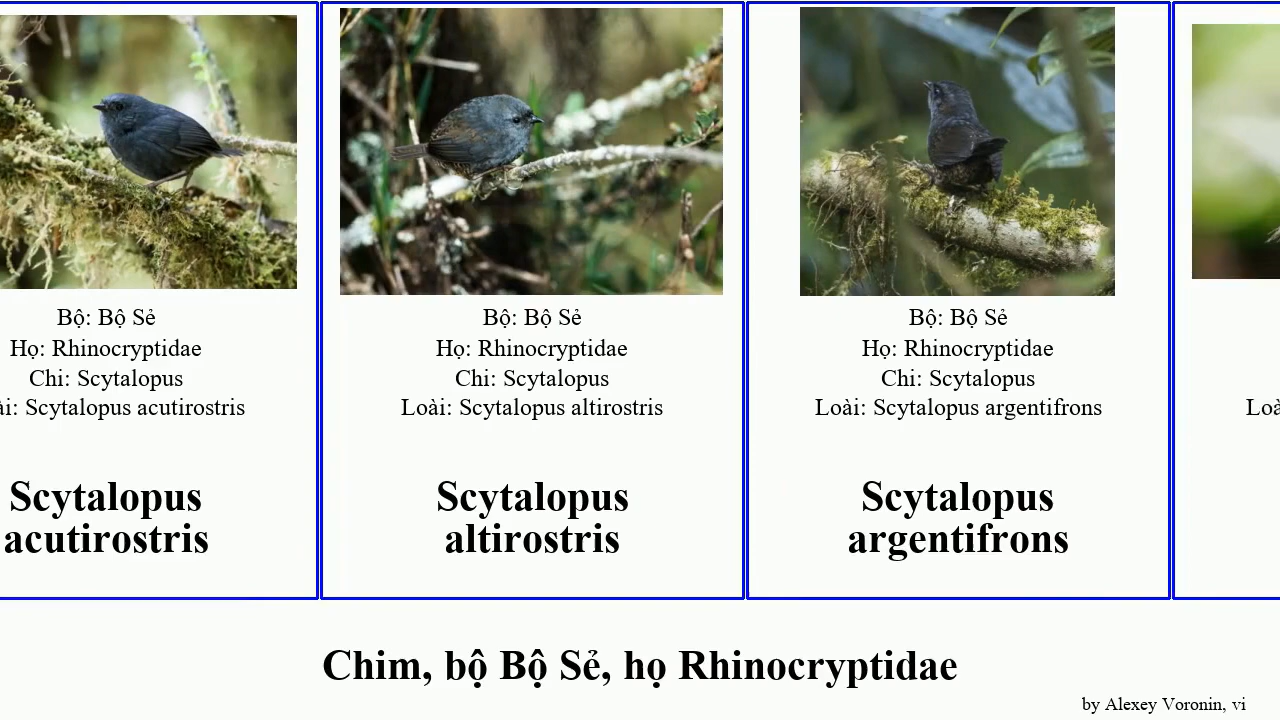 Bộ: Bộ Sẻ
Họ: Rhinocryptidae
Chi: Scytalopus
Scytalopus acutirostris
Scytalopus
acutirostris
Bộ: Bộ Sẻ
Họ: Rhinocryptidae
Chi: Scytalopus
Loài: Scytalopus altirostris
Scytalopus
altirostris
Bộ: Bộ Sẻ
Họ: Rhinocryptidae
Chi: Scytalopus
Loài: Scytalopus argentifrons
Scytalopus
argentifrons
Chim, bộ Bộ Sẻ, họ Rhinocryptidae
by Alexey Voronin, vi